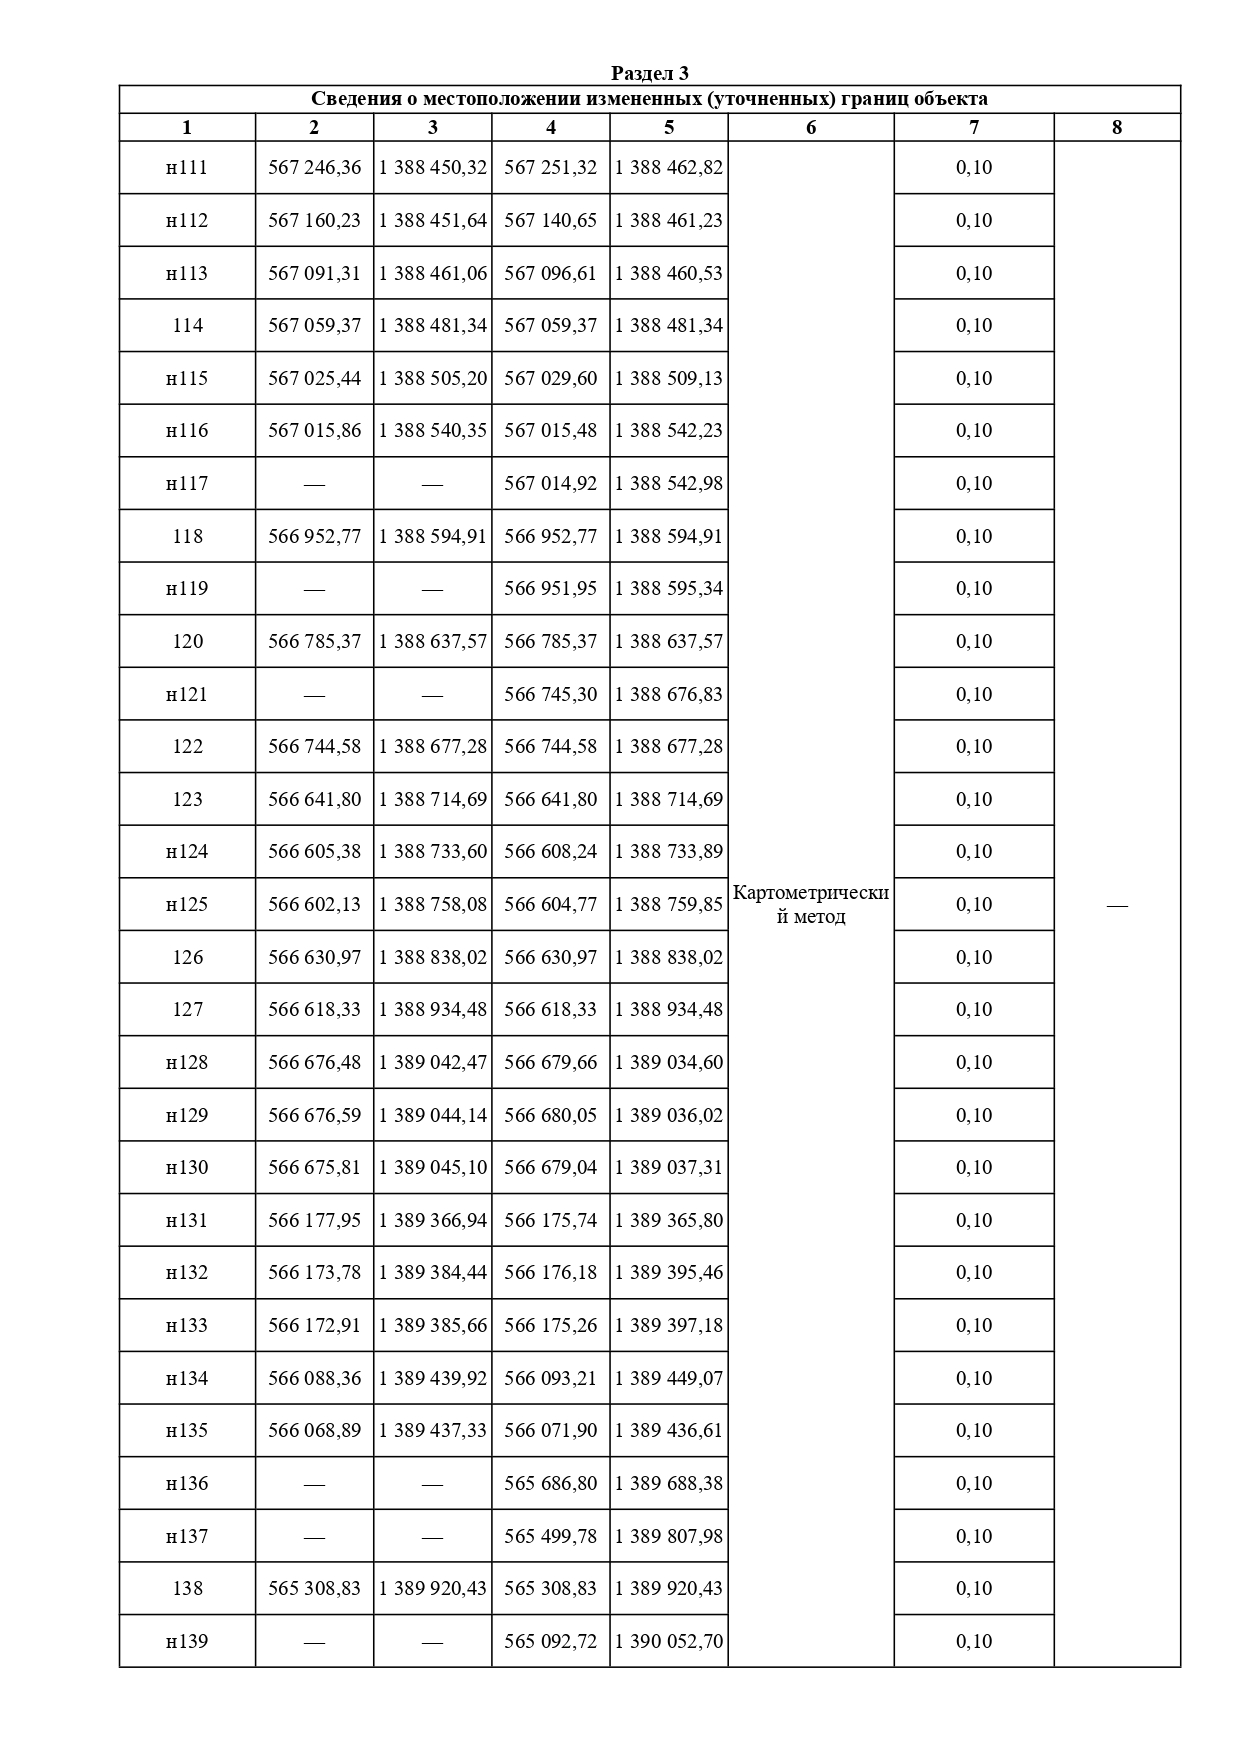 Раздел 3
Сведения о местоположении измененных (уточненных) границ объекта
1 2 3 4 5 6 7 8
н111 567 246,36 1 388 450,32 567 251,32 1 388 462,82 0,10
н112 567 160,23 1 388 451,64 567 140,65 1 388 461,23 0,10
н113 567 091,31 1 388 461,06 567 096,61 1 388 460,53 0,10
114 567 059,37 1 388 481,34 567 059,37 1 388 481,34 0,10
н115 567 025,44 1 388 505,20 567 029,60 1 388 509,13 0,10
н116 567 015,86 1 388 540,35 567 015,48 1 388 542,23 0,10
н117 — — 567 014,92 1 388 542,98 0,10
118 566 952,77 1 388 594,91 566 952,77 1 388 594,91 0,10
н119 — — 566 951,95 1 388 595,34 0,10
120 566 785,37 1 388 637,57 566 785,37 1 388 637,57 0,10
н121 — — 566 745,30 1 388 676,83 0,10
122 566 744,58 1 388 677,28 566 744,58 1 388 677,28 0,10
123 566 641,80 1 388 714,69 566 641,80 1 388 714,69 0,10
н124 566 605,38 1 388 733,60 566 608,24 1 388 733,89 0,10
н125 566 602,13 1 388 758,08 566 604,77 1 388 759,85 Картометрически 0,10 —
й метод
126 566 630,97 1 388 838,02 566 630,97 1 388 838,02 0,10
127 566 618,33 1 388 934,48 566 618,33 1 388 934,48 0,10
н128 566 676,48 1 389 042,47 566 679,66 1 389 034,60 0,10
н129 566 676,59 1 389 044,14 566 680,05 1 389 036,02 0,10
н130 566 675,81 1 389 045,10 566 679,04 1 389 037,31 0,10
н131 566 177,95 1 389 366,94 566 175,74 1 389 365,80 0,10
н132 566 173,78 1 389 384,44 566 176,18 1 389 395,46 0,10
н133 566 172,91 1 389 385,66 566 175,26 1 389 397,18 0,10
н134 566 088,36 1 389 439,92 566 093,21 1 389 449,07 0,10
н135 566 068,89 1 389 437,33 566 071,90 1 389 436,61 0,10
н136 — — 565 686,80 1 389 688,38 0,10
н137 — — 565 499,78 1 389 807,98 0,10
138 565 308,83 1 389 920,43 565 308,83 1 389 920,43 0,10
н139 — — 565 092,72 1 390 052,70 0,10